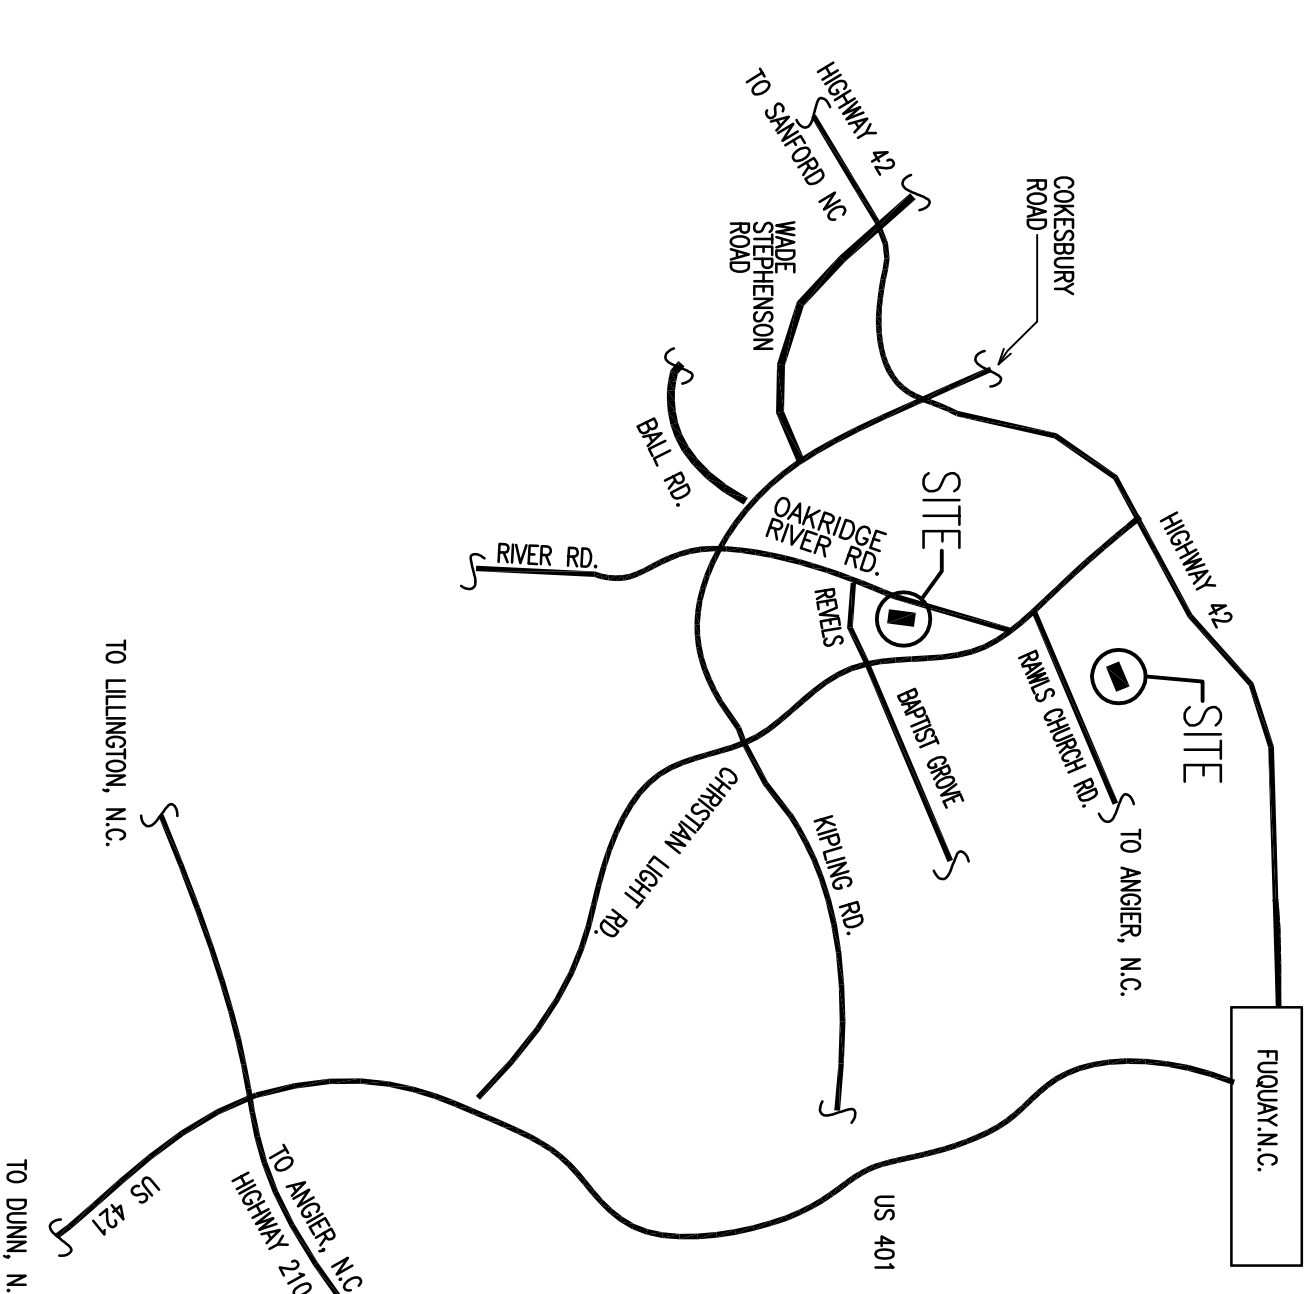 HIGHWAY 42
TO SANFORD NC
COKESBURY
ROAD
WADE
STEPHENSON
ROAD
BALL RD.
RIVER RD.
OAKRIDGE
RIVER RD.
SITE
REVELS
HIGHWAY 42
RAWLS CHURCH RD.
SITE
BAPTIST GROVE
TO ANGIER, N.C.
CHRISTIAN LIGHT RD.
KIPLING RD.
TO LILLINGTON, N.C.
FUQUAY.N.C.
US 401
US 421
TO ANGIER, N.C
HIGHWAY 210
TO DUNN, N.